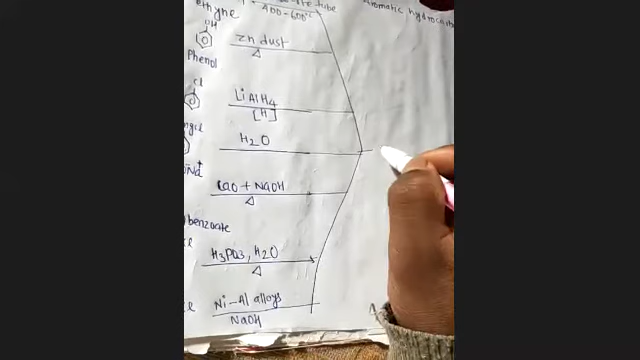 ethyne
400-600°C
Aromatic hydrocarbo
OH
Zn dust
Δ
Phenol
Cl
LiAlH4
[H]
H2O
CaO + NaOH
Δ
benzoate
H3PO3, H2O
Δ
Ni-Al alloys
NaOH